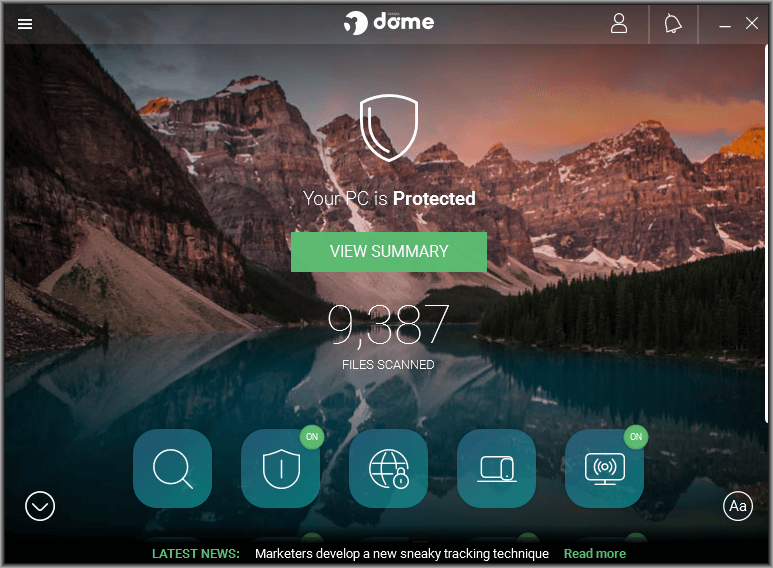 panda
dome
Your PC is Protected
VIEW SUMMARY
9,387
FILES SCANNED
ON
ON
Aa
LATEST NEWS: Marketers develop a new sneaky tracking technique Read more